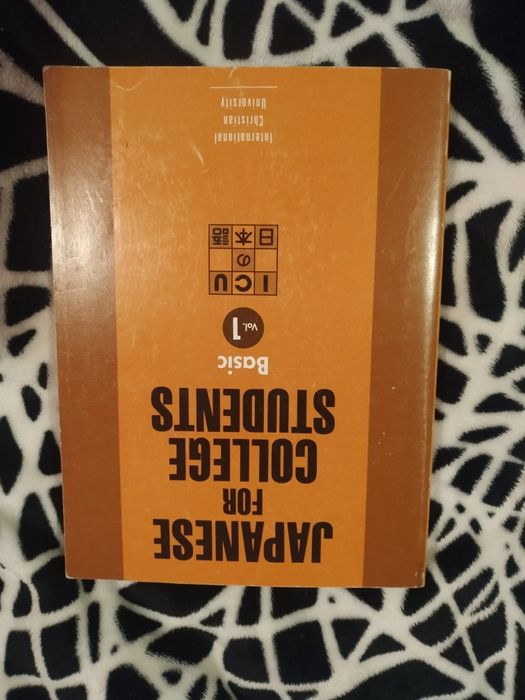 JAPANESE
FOR
COLLEGE
STUDENTS
Basic
Vol.1
ICU
の
日本語
International
Christian
University